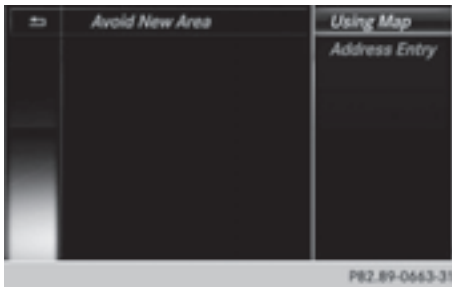 Avoid New Area
Using Map
Address Entry
P82.89-0663-31